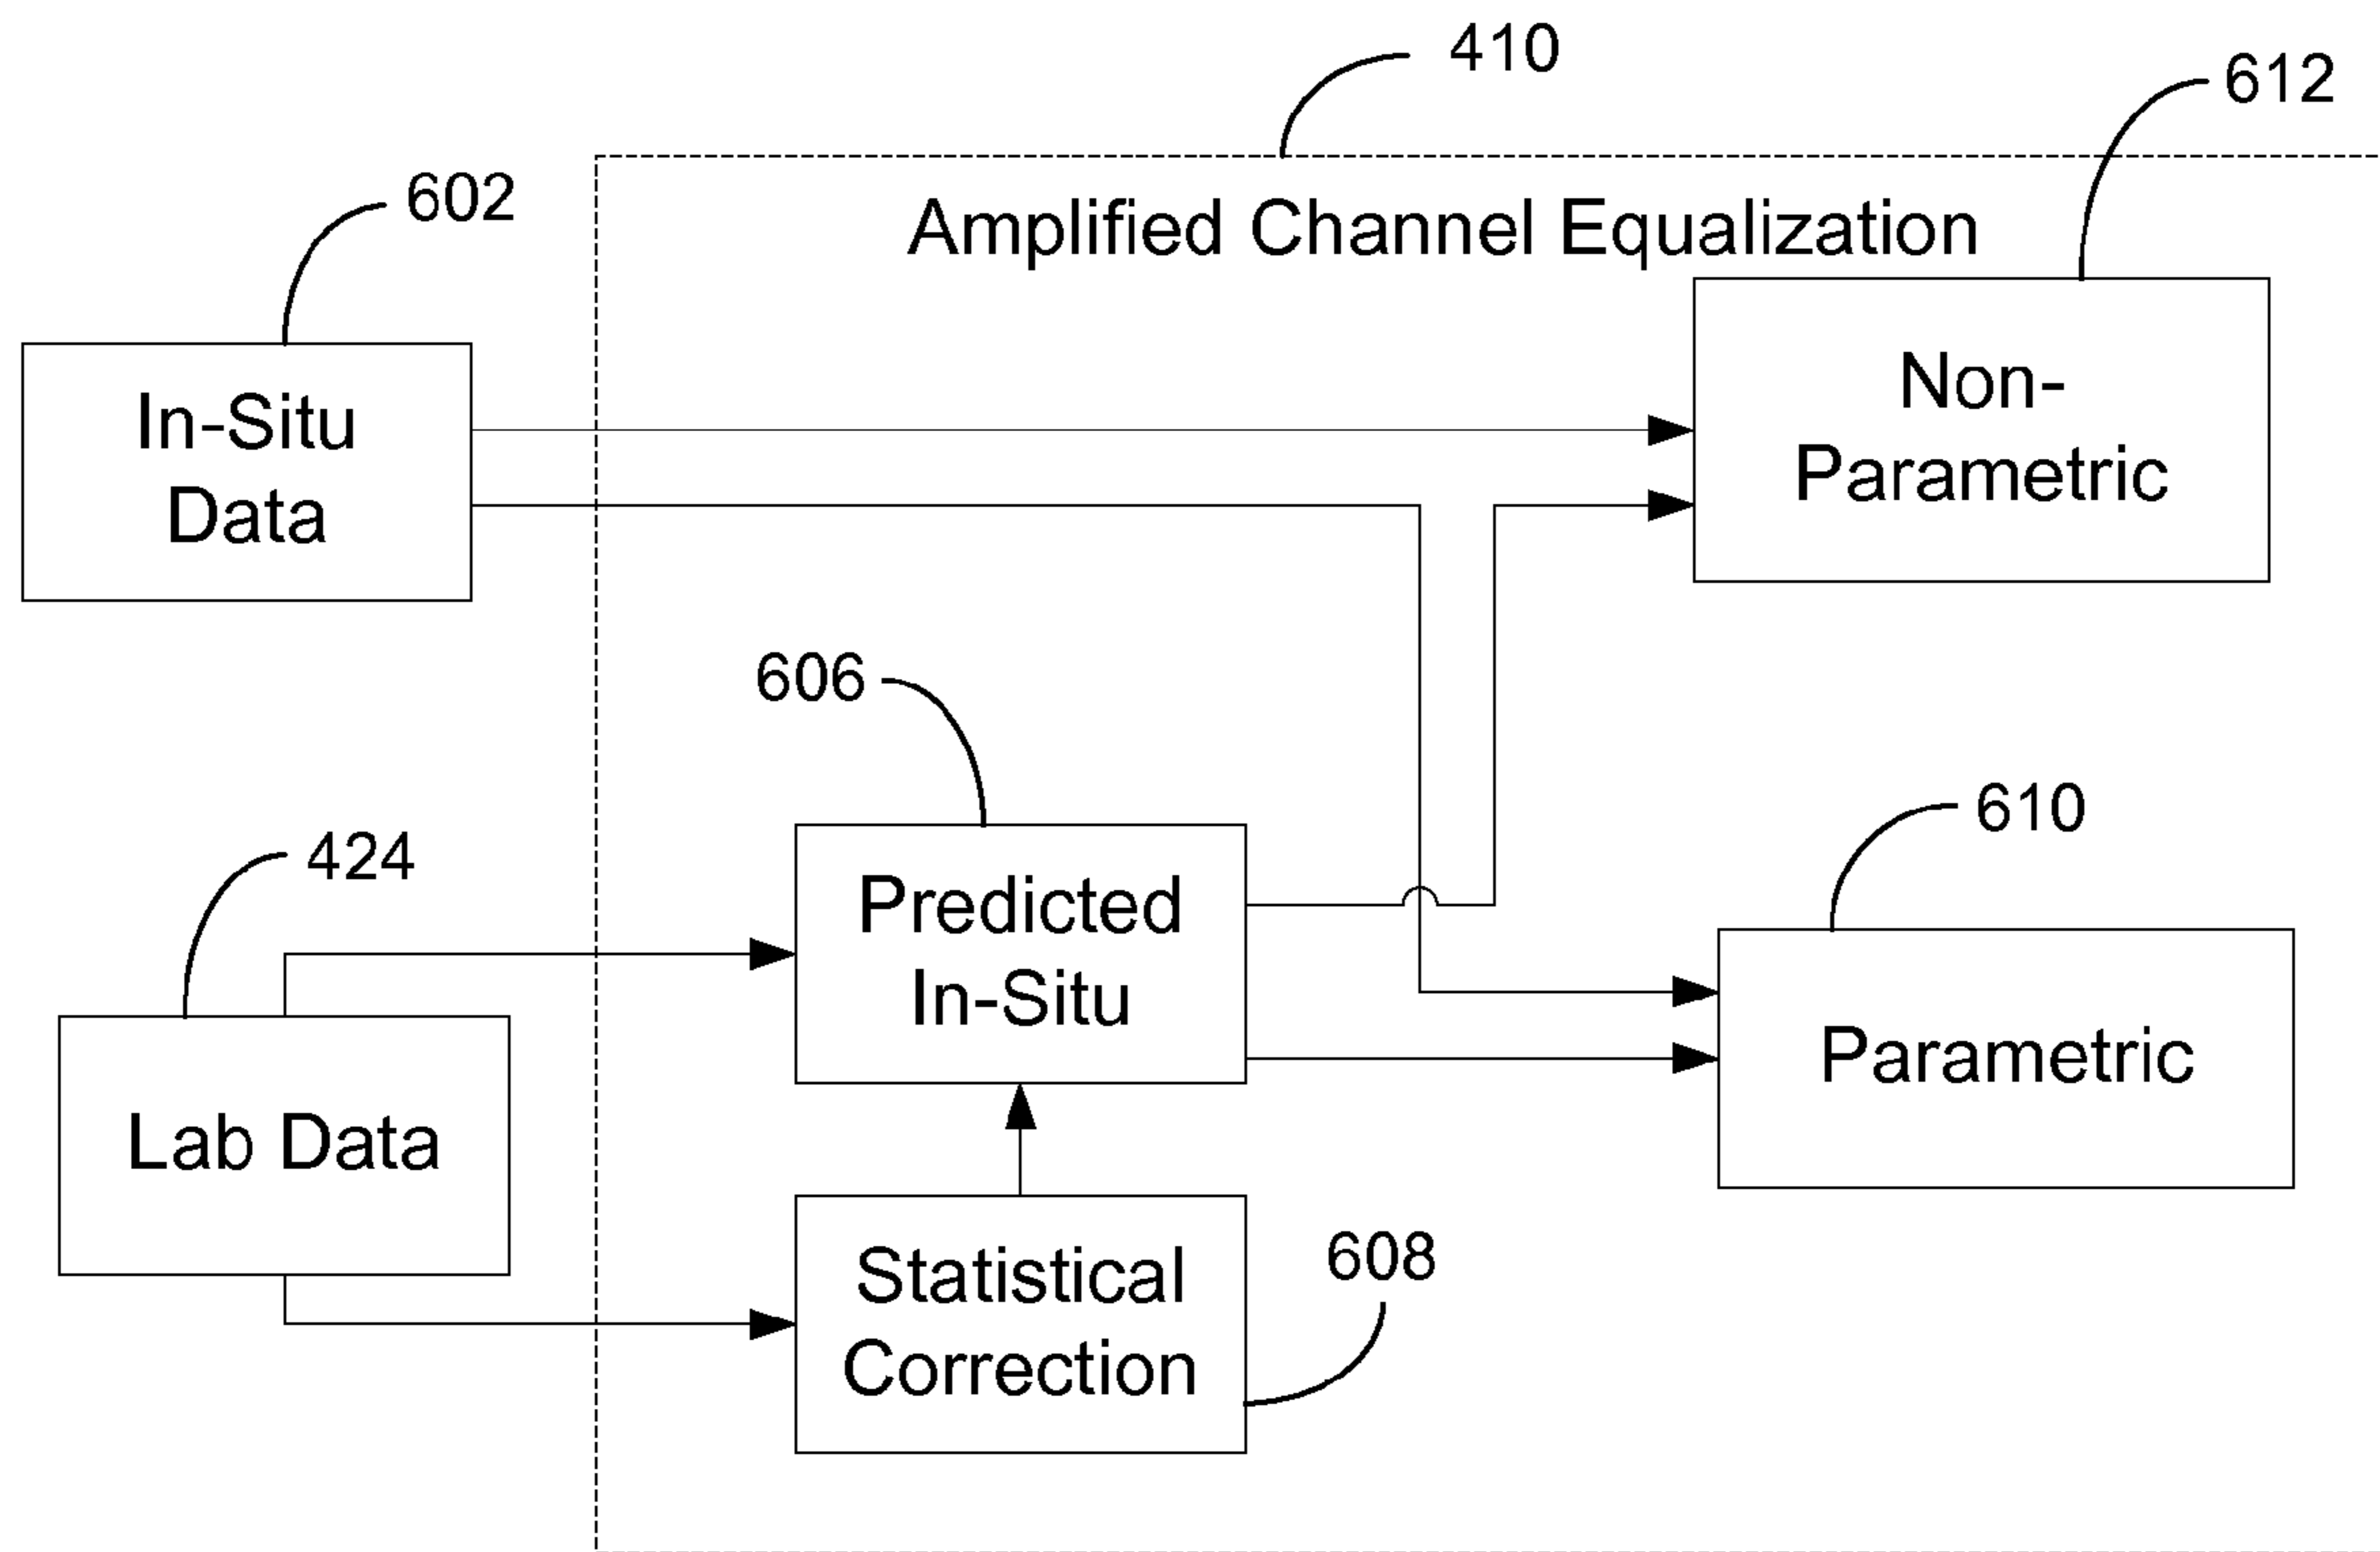 410
612
602
Amplified Channel Equalization
In-Situ
Data
Non-
Parametric
606
610
424
Predicted
In-Situ
Parametric
Lab Data
Statistical
Correction
608